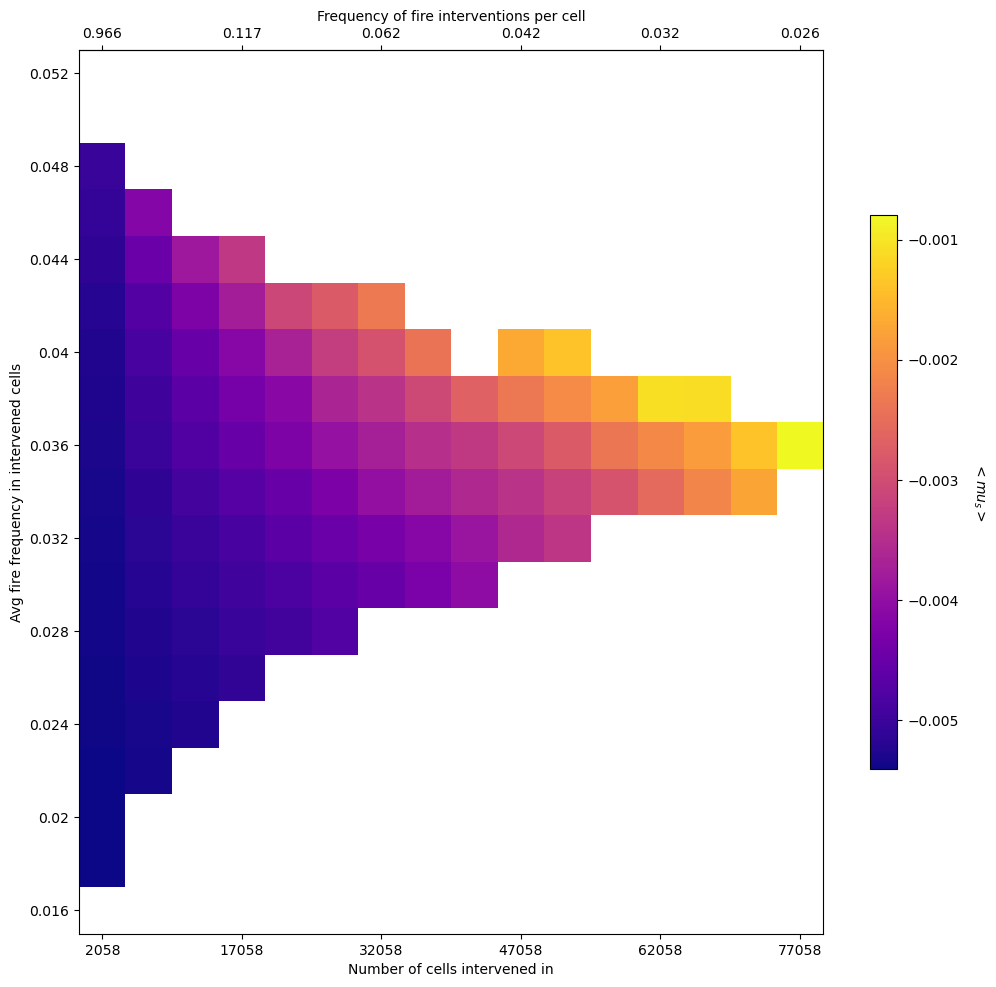 Frequency of fire interventions per cell
0.966 0.117 0.062 0.042 0.032 0.026
0.052
0.048
0.044
0.04
0.036
0.032
0.028
0.024
0.02
0.016
Avg fire frequency in intervened cells
2058 17058 32058 47058 62058 77058
Number of cells intervened in
−0.001
−0.002
−0.003
−0.004
−0.005
< mu_s >